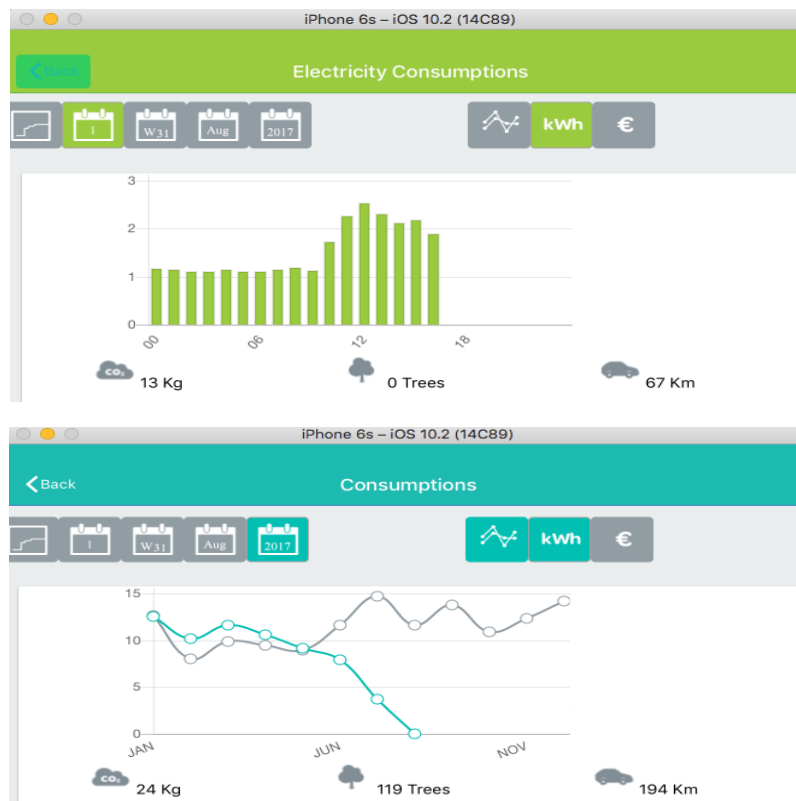 iPhone 6s – iOS 10.2 (14C89)
Back
Electricity Consumptions
1 W31 Aug 2017 kWh €
3
2
1
0
00 06 12 18
CO₂ 13 Kg 0 Trees 67 Km
iPhone 6s – iOS 10.2 (14C89)
Back Consumptions
1 W31 Aug 2017 kWh €
15
10
5
0
JAN JUN NOV
CO₂ 24 Kg 119 Trees 194 Km